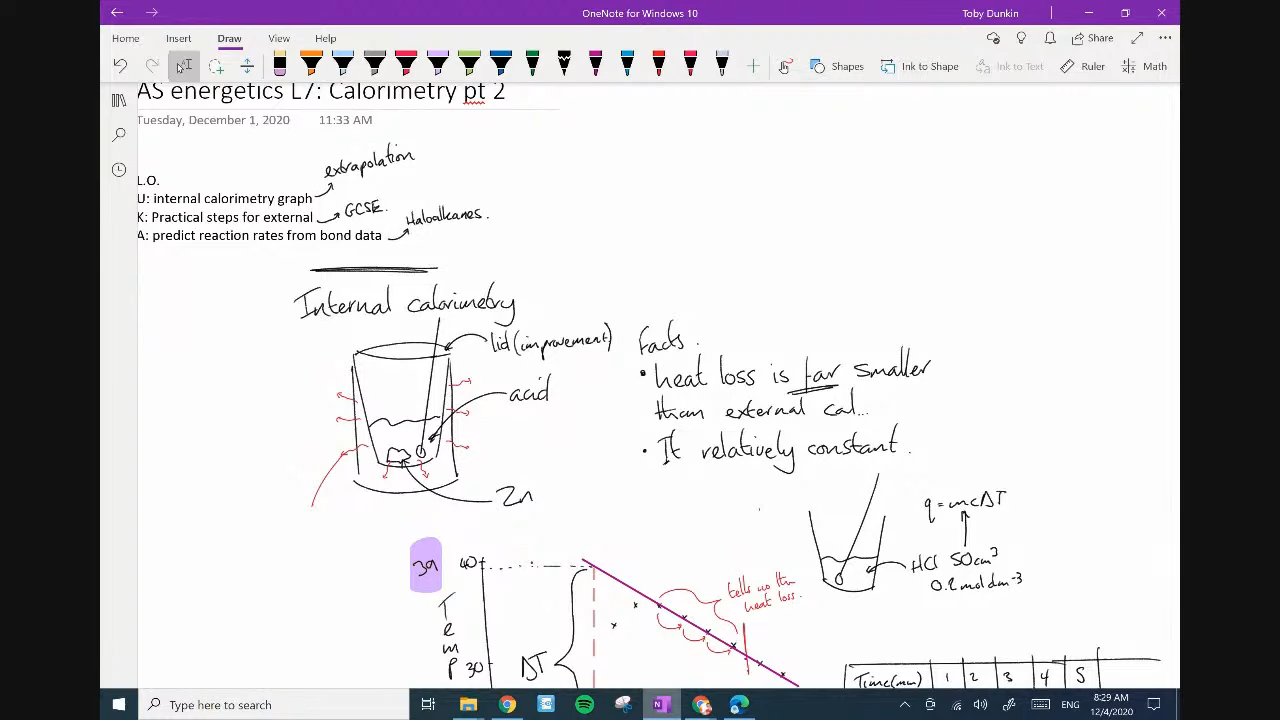 OneNote for Windows 10
Toby Dunkin
Home
Insert
Draw
View
Help
Share
Shapes
Ink to Shape
Ink to Text
Ruler
Math
AS energetics L7: Calorimetry pt 2
Tuesday, December 1, 2020 11:33 AM
extrapolation
L.O.
U: internal calorimetry graph
K: Practical steps for external
GCSE.
Haloalkanes.
A: predict reaction rates from bond data
Internal calorimetry
lid (improvement)
acid
Zn
Facts.
• heat loss is far smaller
than external cal...
• It relatively constant.
q = mcΔT
HCl 50cm³
0.2 mol dm⁻³
39
40
Temp
30
ΔT
tells us the
heat loss.
Time (min) 1 2 3 4 5
Type here to search
8:29 AM
12/4/2020